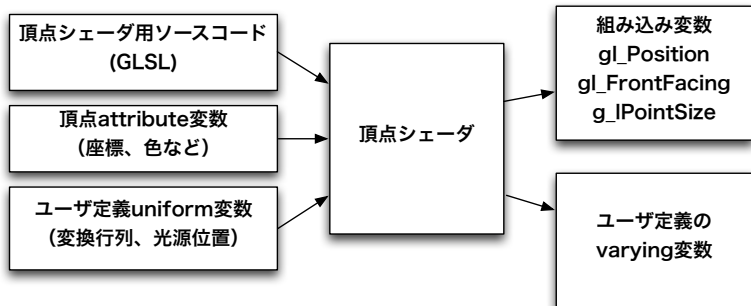 頂点シェーダ用ソースコード
(GLSL)
頂点attribute変数
（座標、色など）
ユーザ定義uniform変数
（変換行列、光源位置）
頂点シェーダ
組み込み変数
gl_Position
gl_FrontFacing
g_lPointSize
ユーザ定義の
varying変数